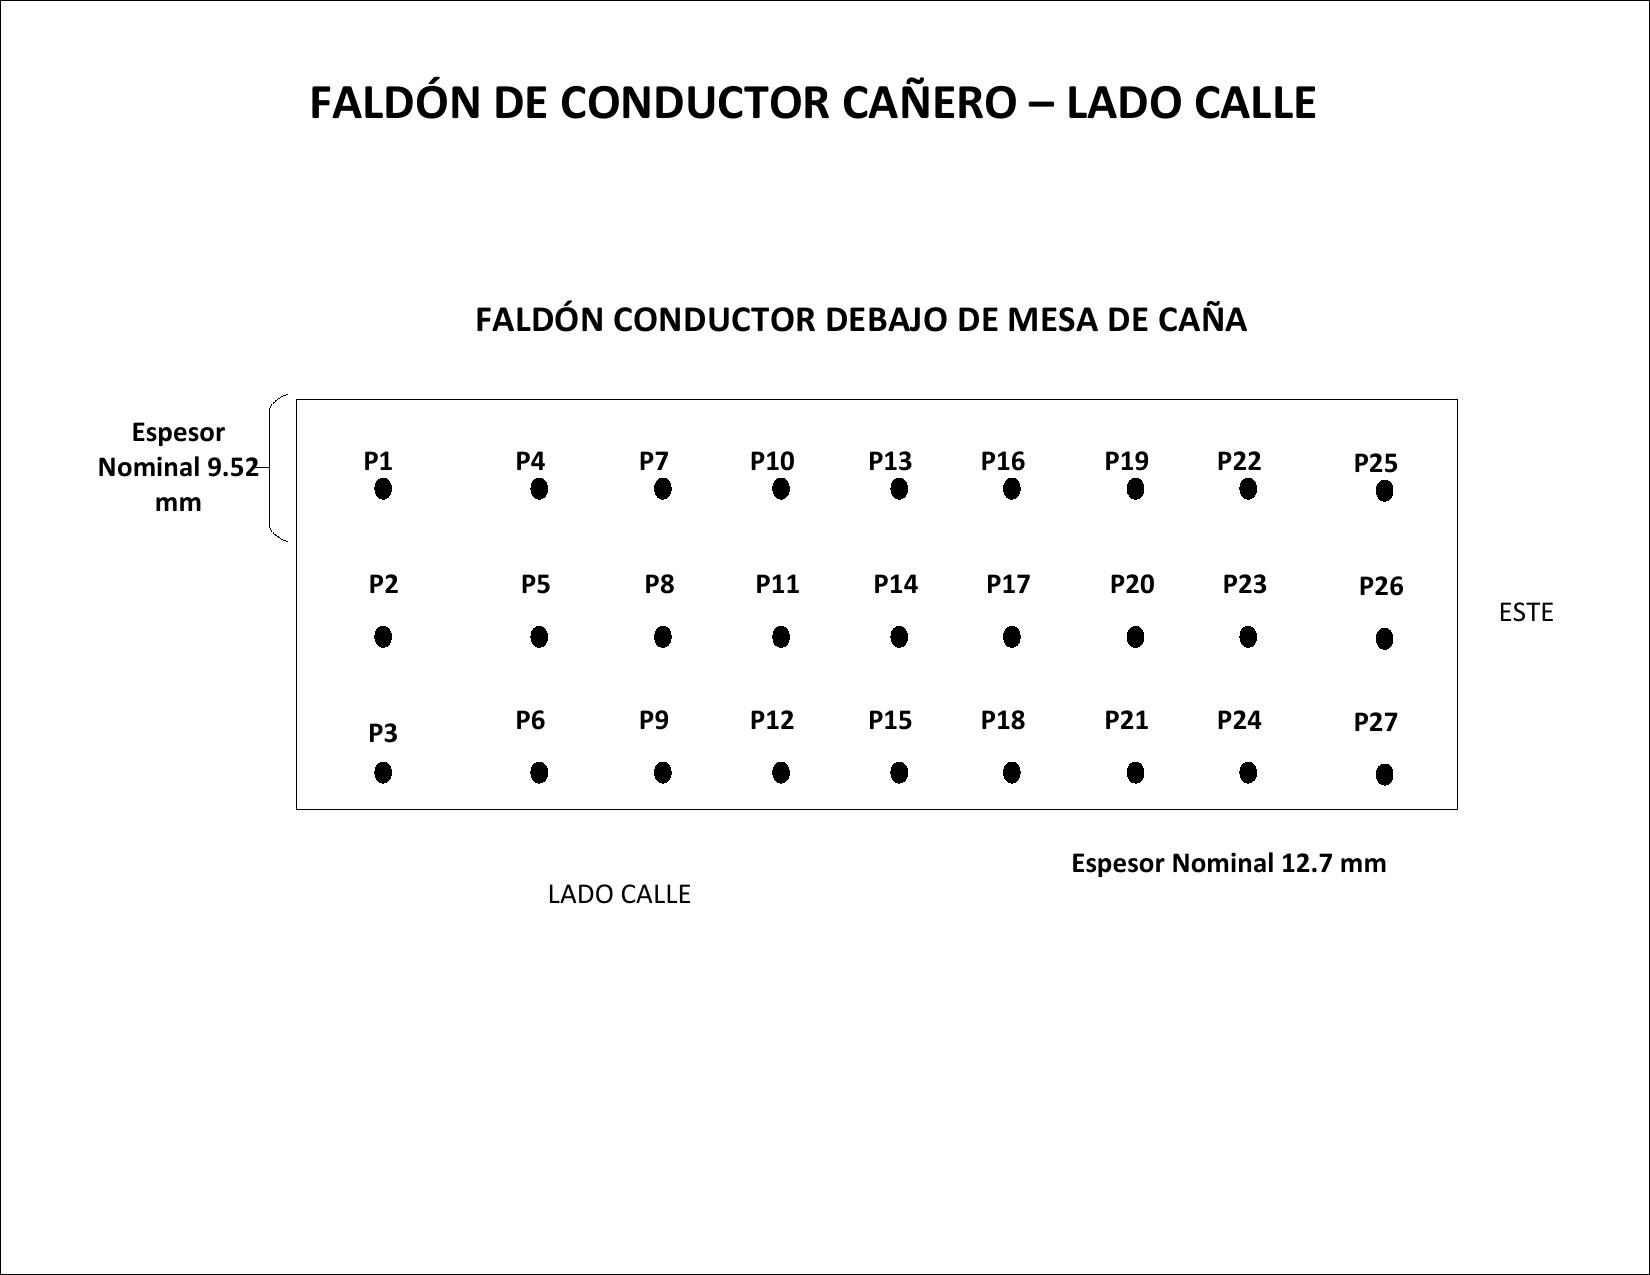 FALDÓN DE CONDUCTOR CAÑERO – LADO CALLE
FALDÓN CONDUCTOR DEBAJO DE MESA DE CAÑA
Espesor
Nominal 9.52
mm
P1 P4 P7 P10 P13 P16 P19 P22 P25
P2 P5 P8 P11 P14 P17 P20 P23 P26
ESTE
P3 P6 P9 P12 P15 P18 P21 P24 P27
Espesor Nominal 12.7 mm
LADO CALLE